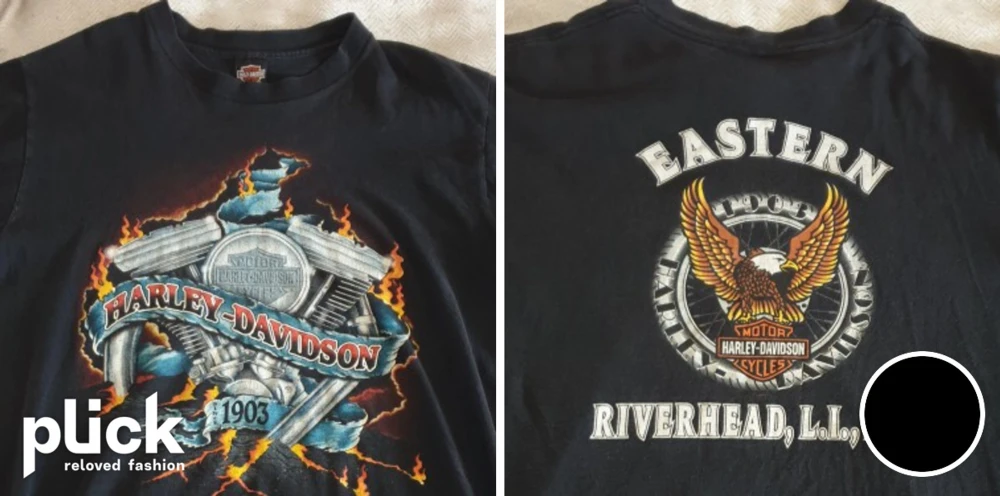 HARLEY-DAVIDSON
1903
plick
reloved fashion
EASTERN
MOTOR
HARLEY-DAVIDSON
CYCLES
RIVERHEAD, L.I.,